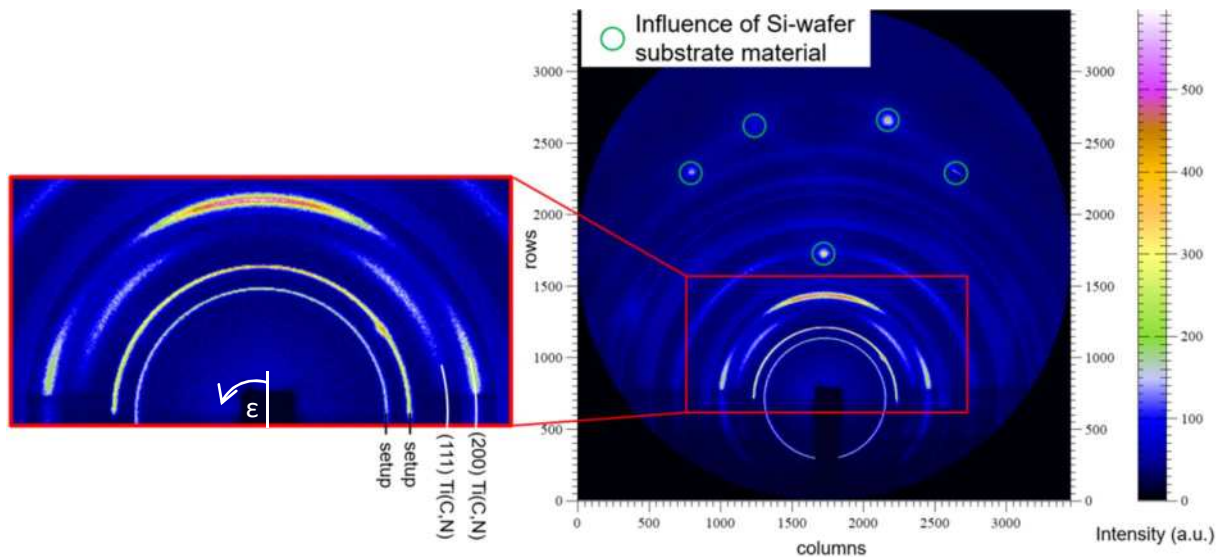 Influence of Si-wafer
substrate material
3500
3000
2500
2000
1500
1000
500
0
rows
0
500
1000
1500
2000
2500
3000
columns
3500
3000
2500
2000
1500
1000
500
0
500
400
300
200
100
0
Intensity (a.u.)
ε
setup
setup
(111) Ti(C,N)
(200) Ti(C,N)